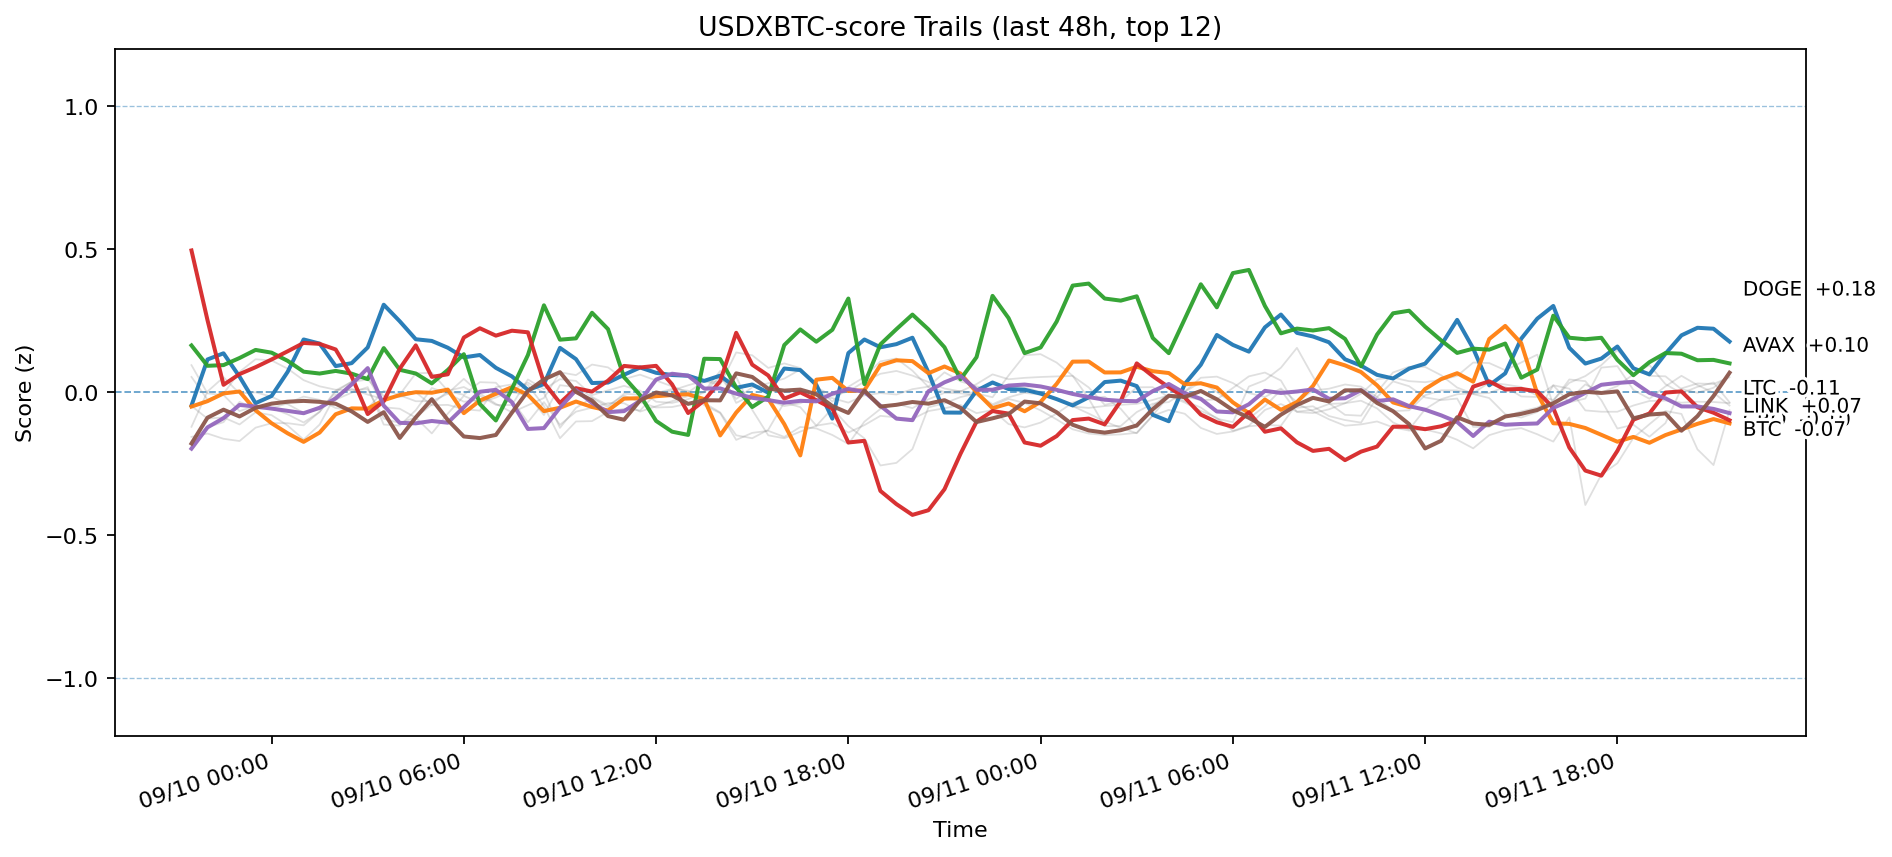 USDXBTC-score Trails (last 48h, top 12)
Score (z)
1.0
0.5
0.0
−0.5
−1.0
DOGE +0.18
AVAX +0.10
LTC -0.11
LINK +0.07
BTC -0.07
09/10 00:00
09/10 06:00
09/10 12:00
09/10 18:00
09/11 00:00
09/11 06:00
09/11 12:00
09/11 18:00
Time